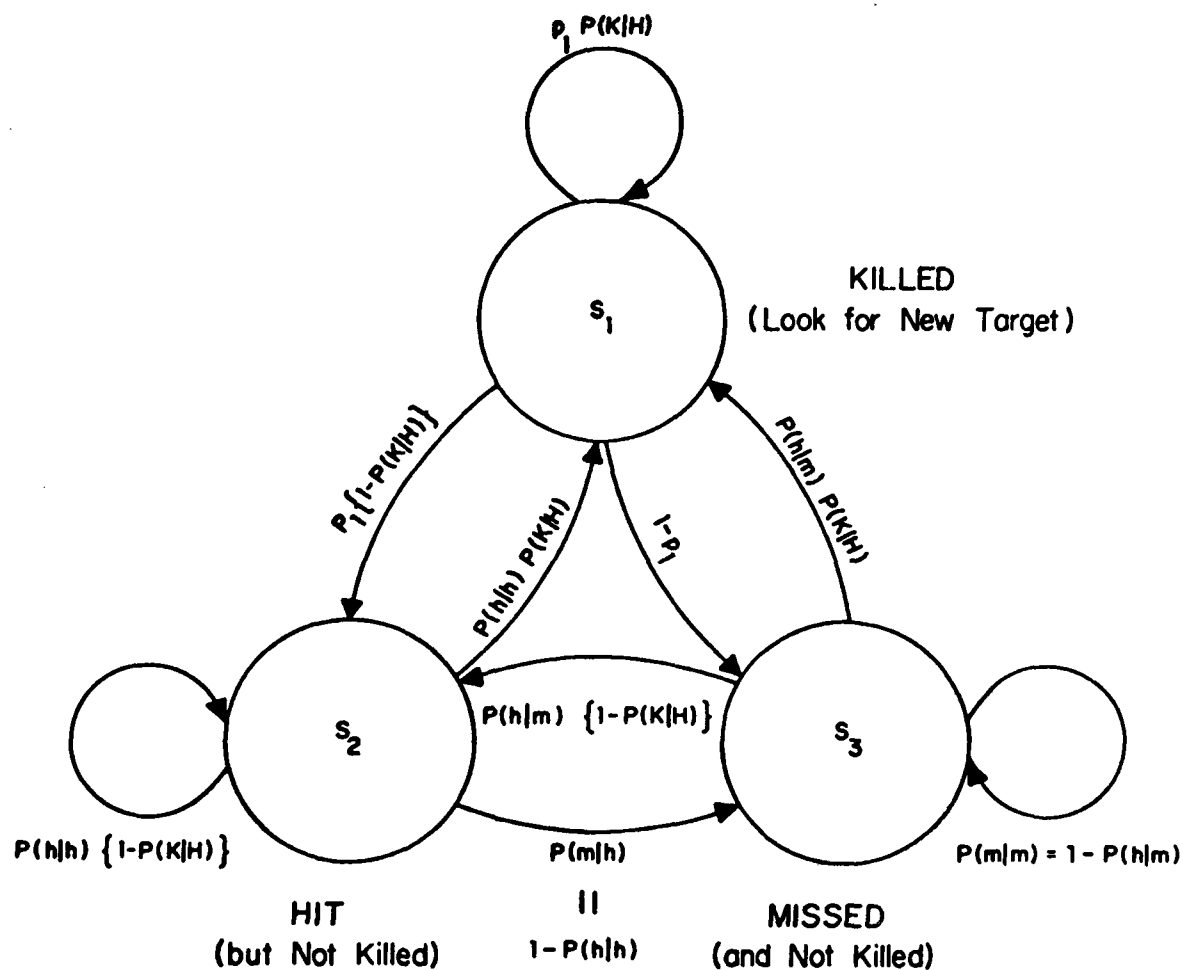 p₁ P(K|H)
S₁
KILLED
(Look for New Target)
P₁{1-P(K|H)}
P(h|h) P(K|H)
1-p₁
P(h|m) P(K|H)
S₂
P(h|m) {1-P(K|H)}
S₃
P(h|h) {1-P(K|H)}
P(m|h)
P(m|m) = 1 - P(h|m)
HIT
(but Not Killed)
||
1 - P(h|h)
MISSED
(and Not Killed)